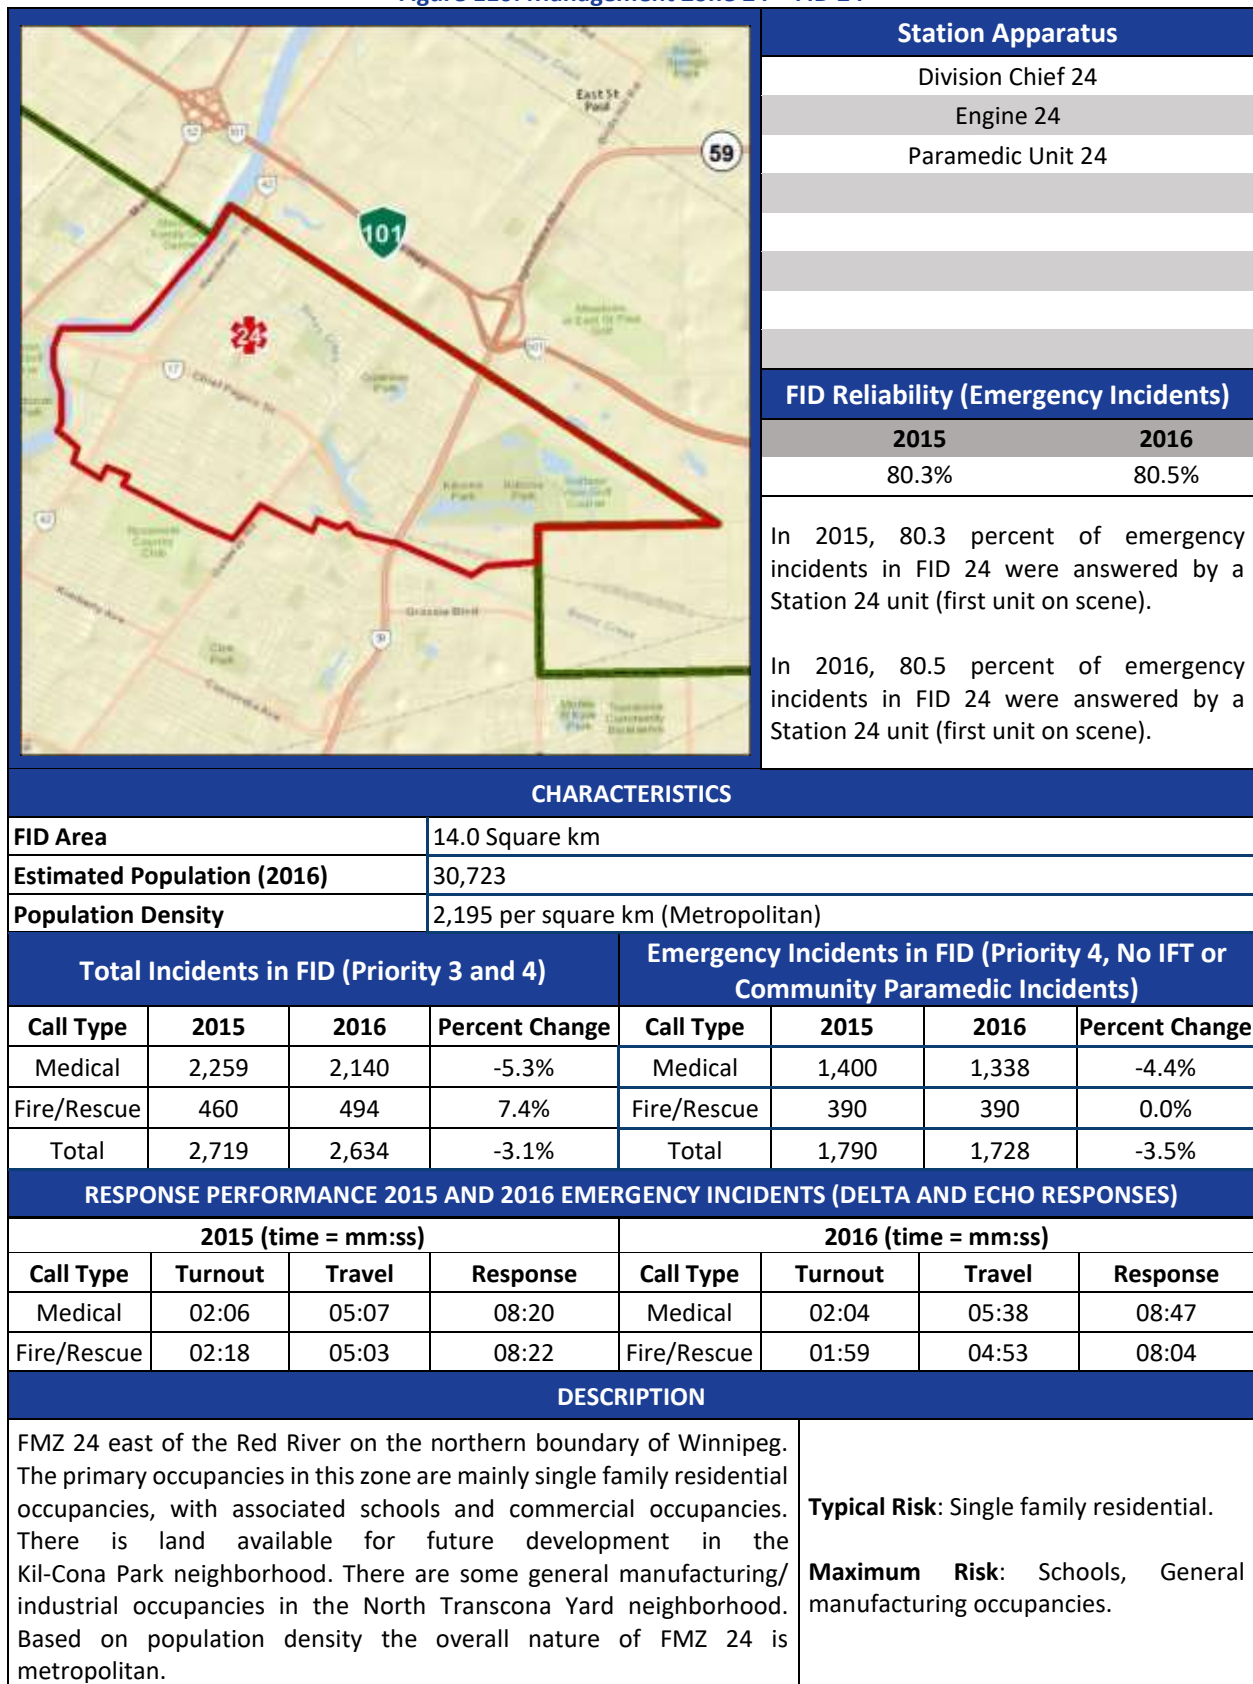 59
101
24
East St
Paul
Chief Peguis St
Grassie Blvd
Kimberly Ave
Concordia Ave
Station Apparatus
Division Chief 24
Engine 24
Paramedic Unit 24
FID Reliability (Emergency Incidents)
2015 2016
80.3% 80.5%
In 2015, 80.3 percent of emergency
incidents in FID 24 were answered by a
Station 24 unit (first unit on scene).
In 2016, 80.5 percent of emergency
incidents in FID 24 were answered by a
Station 24 unit (first unit on scene).
CHARACTERISTICS
FID Area 14.0 Square km
Estimated Population (2016) 30,723
Population Density 2,195 per square km (Metropolitan)
Total Incidents in FID (Priority 3 and 4)
Call Type 2015 2016 Percent Change
Medical 2,259 2,140 -5.3%
Fire/Rescue 460 494 7.4%
Total 2,719 2,634 -3.1%
Emergency Incidents in FID (Priority 4, No IFT or
Community Paramedic Incidents)
Call Type 2015 2016 Percent Change
Medical 1,400 1,338 -4.4%
Fire/Rescue 390 390 0.0%
Total 1,790 1,728 -3.5%
RESPONSE PERFORMANCE 2015 AND 2016 EMERGENCY INCIDENTS (DELTA AND ECHO RESPONSES)
2015 (time = mm:ss) 2016 (time = mm:ss)
Call Type Turnout Travel Response Call Type Turnout Travel Response
Medical 02:06 05:07 08:20 Medical 02:04 05:38 08:47
Fire/Rescue 02:18 05:03 08:22 Fire/Rescue 01:59 04:53 08:04
DESCRIPTION
FMZ 24 east of the Red River on the northern boundary of Winnipeg.
The primary occupancies in this zone are mainly single family residential
occupancies, with associated schools and commercial occupancies.
There is land available for future development in the
Kil-Cona Park neighborhood. There are some general manufacturing/
industrial occupancies in the North Transcona Yard neighborhood.
Based on population density the overall nature of FMZ 24 is
metropolitan.
Typical Risk: Single family residential.
Maximum Risk: Schools, General
manufacturing occupancies.